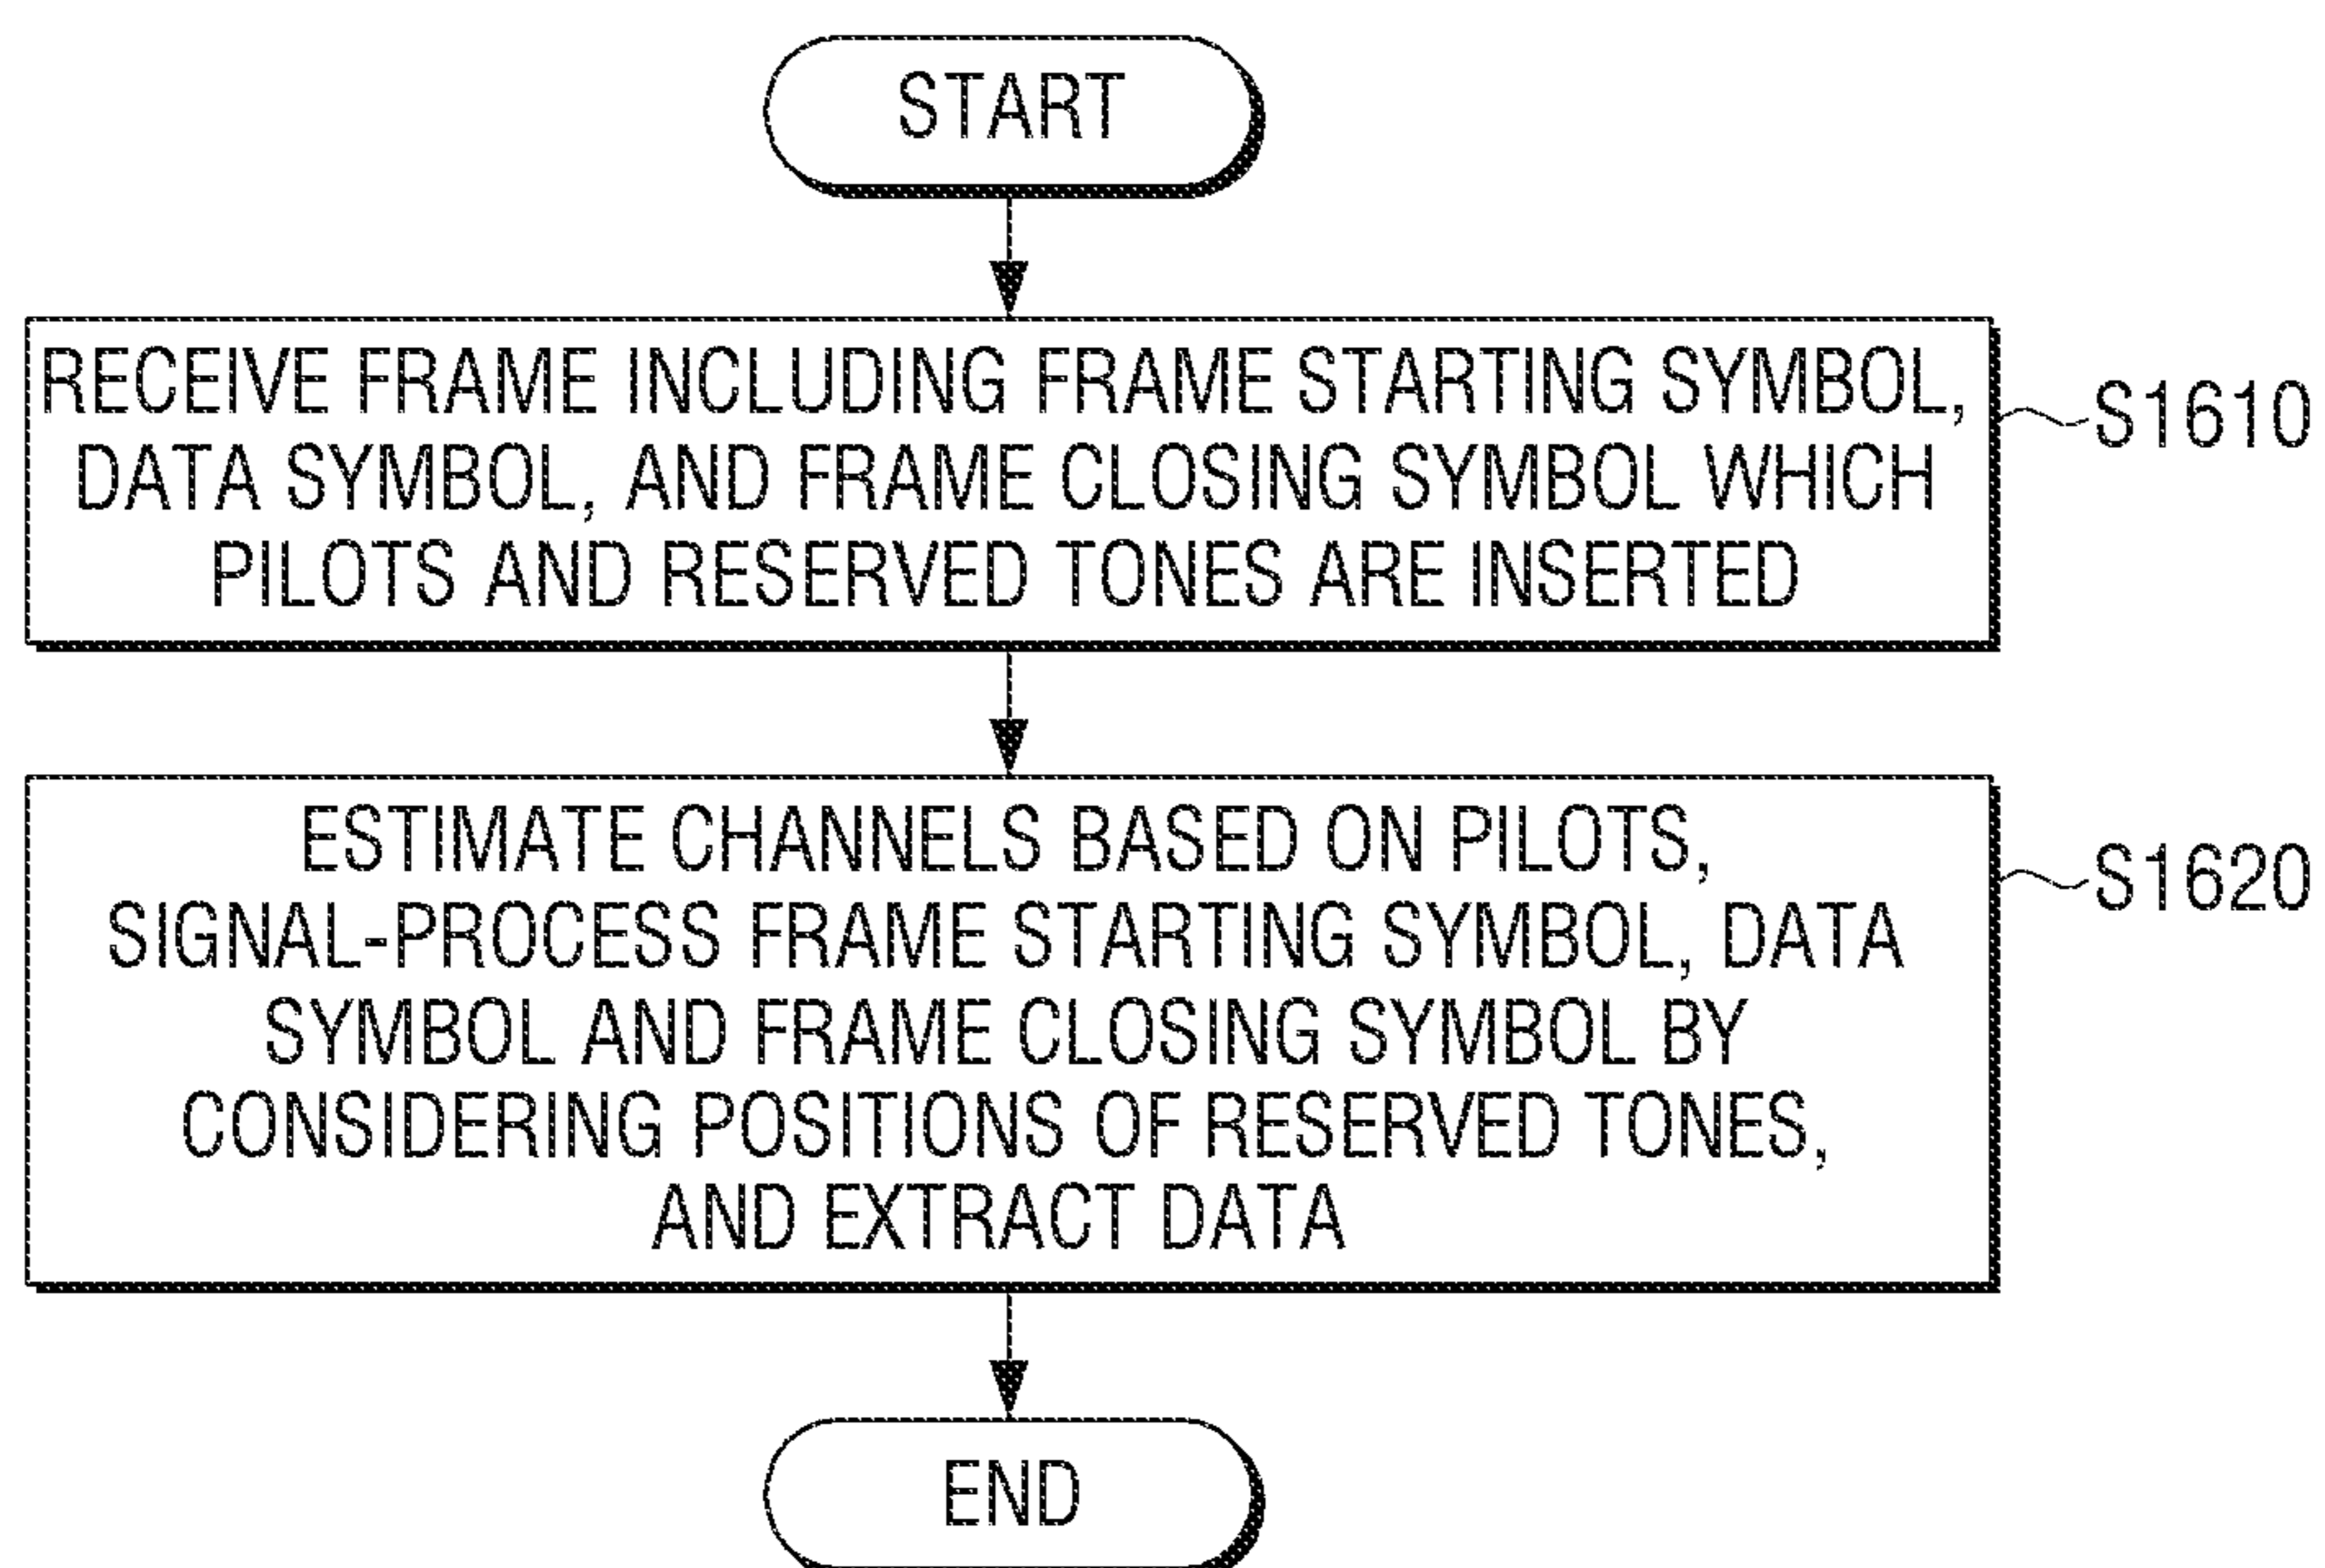 START
RECEIVE FRAME INCLUDING FRAME STARTING SYMBOL,
DATA SYMBOL, AND FRAME CLOSING SYMBOL WHICH
PILOTS AND RESERVED TONES ARE INSERTED
S1610
ESTIMATE CHANNELS BASED ON PILOTS,
SIGNAL-PROCESS FRAME STARTING SYMBOL, DATA
SYMBOL AND FRAME CLOSING SYMBOL BY
CONSIDERING POSITIONS OF RESERVED TONES,
AND EXTRACT DATA
S1620
END